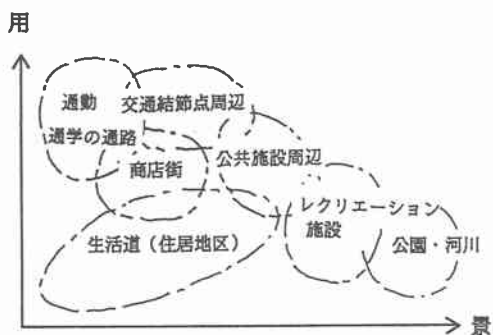 用
通動
通学の通路
交通結節点周辺
商店街
公共施設周辺
レクリエーション
施設
生活道（住居地区）
公園・河川
景